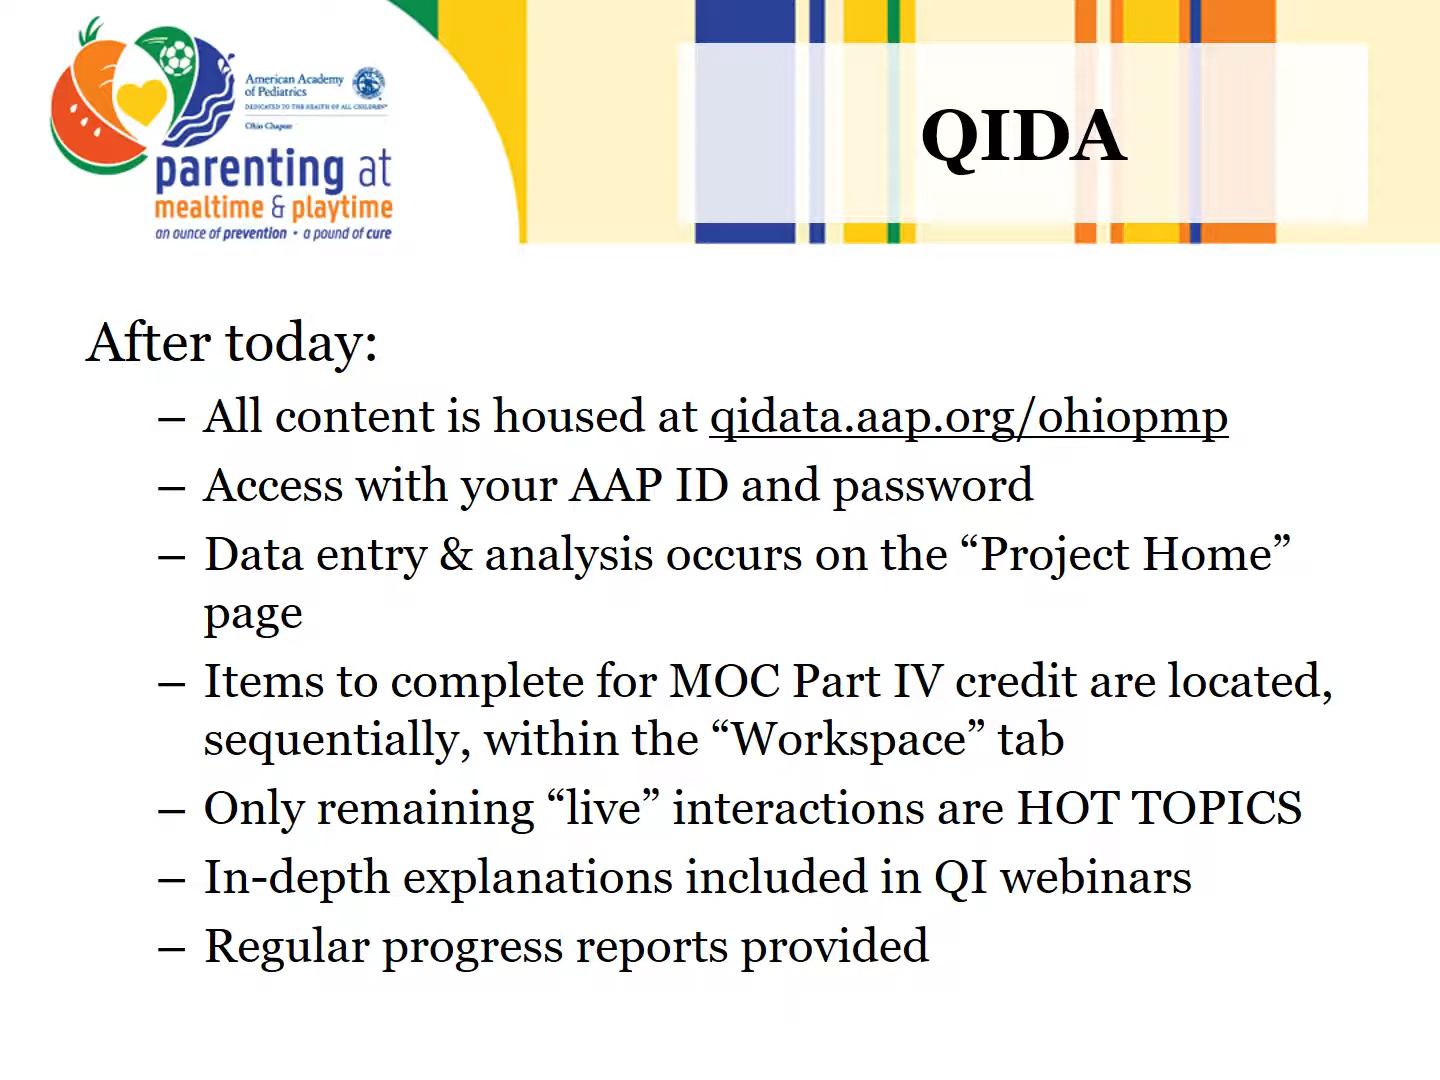 American Academy
of Pediatrics
DEDICATED TO THE HEALTH OF ALL CHILDREN™
Ohio Chapter
parenting at
mealtime & playtime
an ounce of prevention • a pound of cure
QIDA
After today:
– All content is housed at qidata.aap.org/ohiopmp
– Access with your AAP ID and password
– Data entry & analysis occurs on the “Project Home”
page
– Items to complete for MOC Part IV credit are located,
sequentially, within the “Workspace” tab
– Only remaining “live” interactions are HOT TOPICS
– In-depth explanations included in QI webinars
– Regular progress reports provided